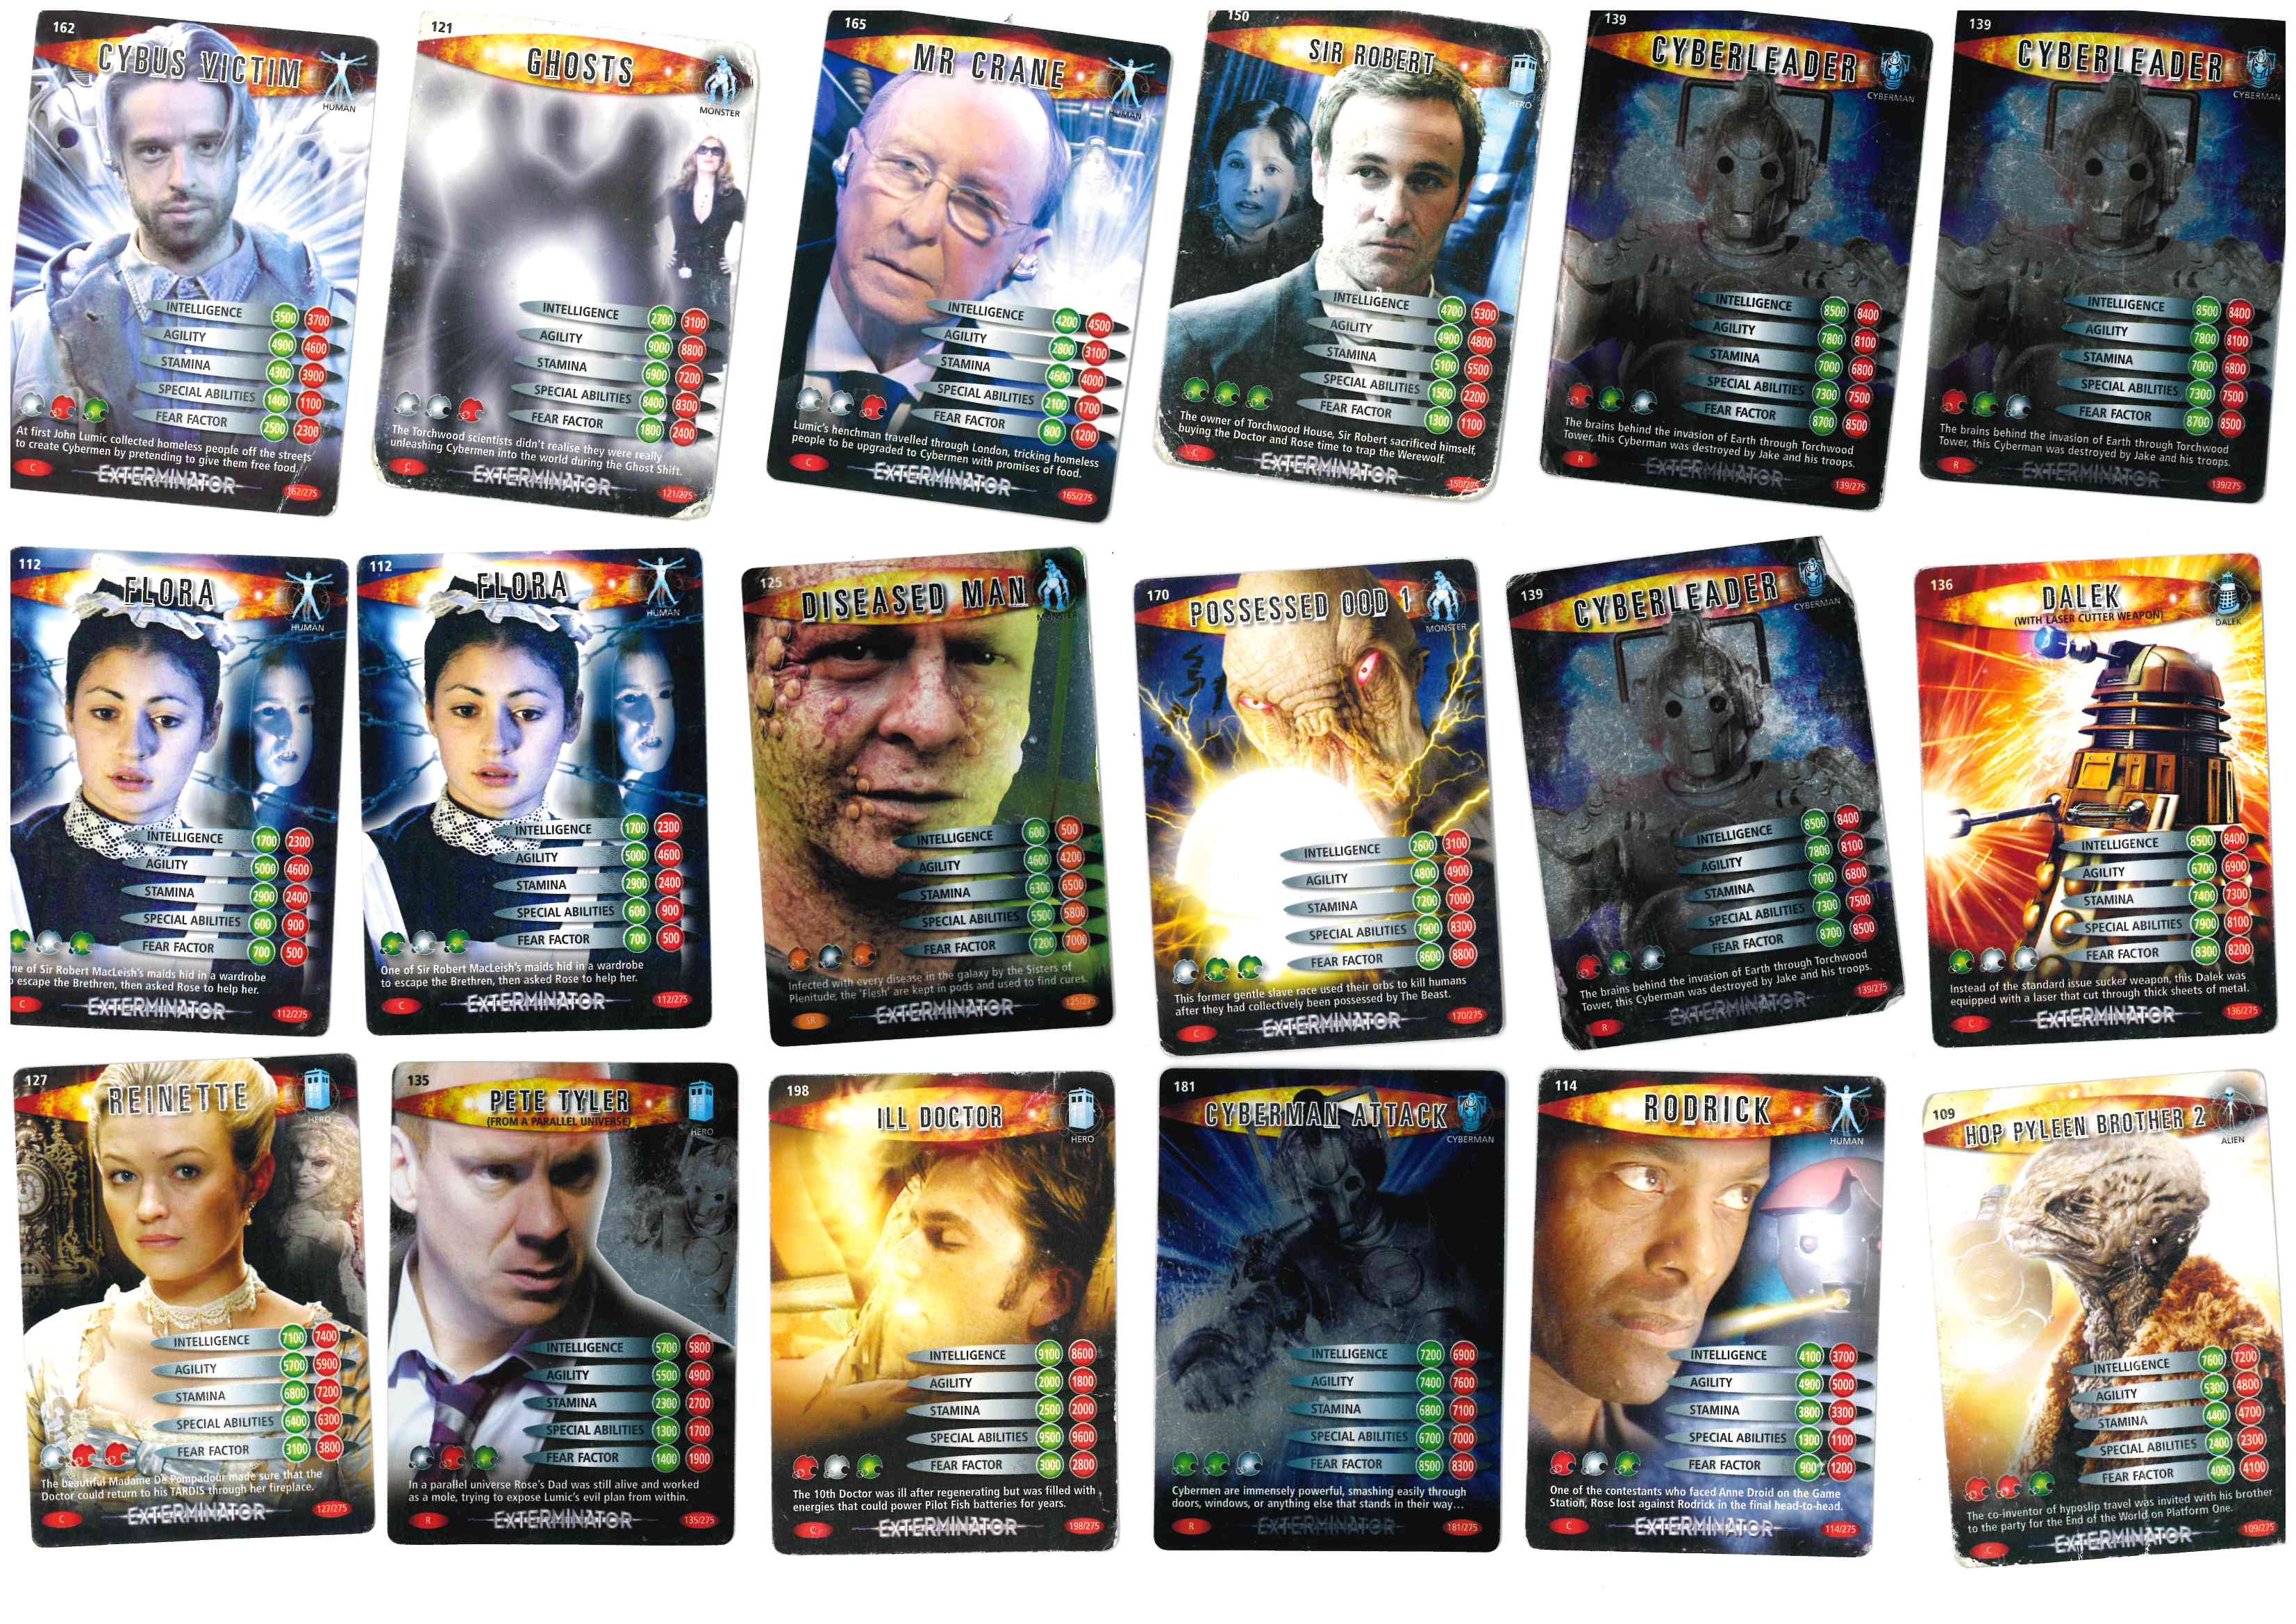 162
CYBUS VICTIM
HUMAN
INTELLIGENCE 3500 3700
AGILITY 4900 4600
STAMINA 4300 3900
SPECIAL ABILITIES 1400 1100
FEAR FACTOR 2500 2300
At first John Lumic collected homeless people off the streets
to create Cybermen by pretending to give them free food.
C EXTERMINATOR 162/275
121
GHOSTS
MONSTER
INTELLIGENCE 2700 3100
AGILITY 9000 8800
STAMINA 6900 7200
SPECIAL ABILITIES 8400 8300
FEAR FACTOR 1800 2400
The Torchwood scientists didn't realise they were really
unleashing Cybermen into the world during the Ghost Shift.
C EXTERMINATOR 121/275
165
MR CRANE
HUMAN
INTELLIGENCE 4200 4500
AGILITY 2800 3100
STAMINA 4600 4000
SPECIAL ABILITIES 2100 1700
FEAR FACTOR 800 1200
Lumic's henchman travelled through London, tricking homeless
people to be upgraded to Cybermen with promises of food.
C EXTERMINATOR 165/275
150
SIR ROBERT
HERO
INTELLIGENCE 4700 5300
AGILITY 4900 4800
STAMINA 5100 5500
SPECIAL ABILITIES 1500 2200
FEAR FACTOR 1300 1100
The owner of Torchwood House, Sir Robert sacrificed himself,
buying the Doctor and Rose time to trap the Werewolf.
C EXTERMINATOR 150/275
139
CYBERLEADER
CYBERMAN
INTELLIGENCE 8500 8400
AGILITY 7800 8100
STAMINA 7000 6800
SPECIAL ABILITIES 7300 7500
FEAR FACTOR 8700 8500
The brains behind the invasion of Earth through Torchwood
Tower, this Cyberman was destroyed by Jake and his troops.
R EXTERMINATOR 139/275
139
CYBERLEADER
CYBERMAN
INTELLIGENCE 8500 8400
AGILITY 7800 8100
STAMINA 7000 6800
SPECIAL ABILITIES 7300 7500
FEAR FACTOR 8700 8500
The brains behind the invasion of Earth through Torchwood
Tower, this Cyberman was destroyed by Jake and his troops.
R EXTERMINATOR 139/275
112
FLORA
HUMAN
INTELLIGENCE 1700 2300
AGILITY 5000 4600
STAMINA 2900 2400
SPECIAL ABILITIES 600 900
FEAR FACTOR 700 500
ne of Sir Robert MacLeish's maids hid in a wardrobe
o escape the Brethren, then asked Rose to help her.
C EXTERMINATOR 112/275
112
FLORA
HUMAN
INTELLIGENCE 1700 2300
AGILITY 5000 4600
STAMINA 2900 2400
SPECIAL ABILITIES 600 900
FEAR FACTOR 700 500
One of Sir Robert MacLeish's maids hid in a wardrobe
to escape the Brethren, then asked Rose to help her.
C EXTERMINATOR 112/275
125
DISEASED MAN
MONSTER
INTELLIGENCE 600 500
AGILITY 4600 4200
STAMINA 6300 6500
SPECIAL ABILITIES 5500 5800
FEAR FACTOR 7200 7000
Infected with every disease in the galaxy by the Sisters of
Plenitude, the 'Flesh' are kept in pods and used to find cures.
SR EXTERMINATOR 125/275
170
POSSESSED OOD 1
MONSTER
INTELLIGENCE 2600 3100
AGILITY 4800 4900
STAMINA 7200 7000
SPECIAL ABILITIES 7900 8300
FEAR FACTOR 8600 8800
This former gentle slave race used their orbs to kill humans
after they had collectively been possessed by The Beast.
C EXTERMINATOR 170/275
139
CYBERLEADER
CYBERMAN
INTELLIGENCE 8500 8400
AGILITY 7800 8100
STAMINA 7000 6800
SPECIAL ABILITIES 7300 7500
FEAR FACTOR 8700 8500
The brains behind the invasion of Earth through Torchwood
Tower, this Cyberman was destroyed by Jake and his troops.
R EXTERMINATOR 139/275
136
DALEK
(WITH LASER CUTTER WEAPON)
DALEK
INTELLIGENCE 8500 8400
AGILITY 6700 6900
STAMINA 7400 7300
SPECIAL ABILITIES 7900 8100
FEAR FACTOR 8300 8200
Instead of the standard issue sucker weapon, this Dalek was
equipped with a laser that cut through thick sheets of metal.
C EXTERMINATOR 136/275
127
REINETTE
HERO
INTELLIGENCE 7100 7400
AGILITY 5700 5900
STAMINA 6800 7200
SPECIAL ABILITIES 6400 6300
FEAR FACTOR 3100 3800
The beautiful Madame De Pompadour made sure that the
Doctor could return to his TARDIS through her fireplace.
C EXTERMINATOR 127/275
135
PETE TYLER
(FROM A PARALLEL UNIVERSE)
HERO
INTELLIGENCE 5700 5800
AGILITY 5500 4900
STAMINA 2300 2700
SPECIAL ABILITIES 1300 1700
FEAR FACTOR 1400 1900
In a parallel universe Rose's Dad was still alive and worked
as a mole, trying to expose Lumic's evil plan from within.
R EXTERMINATOR 135/275
198
ILL DOCTOR
HERO
INTELLIGENCE 9100 8600
AGILITY 2000 1800
STAMINA 2500 2000
SPECIAL ABILITIES 9500 9600
FEAR FACTOR 3000 2800
The 10th Doctor was ill after regenerating but was filled with
energies that could power Pilot Fish batteries for years.
C EXTERMINATOR 198/275
181
CYBERMAN ATTACK
CYBERMAN
INTELLIGENCE 7200 6900
AGILITY 7400 7600
STAMINA 6800 7100
SPECIAL ABILITIES 6700 7000
FEAR FACTOR 8500 8300
Cybermen are immensely powerful, smashing easily through
doors, windows, or anything else that stands in their way...
R EXTERMINATOR 181/275
114
RODRICK
HUMAN
INTELLIGENCE 4100 3700
AGILITY 4900 5000
STAMINA 3800 3300
SPECIAL ABILITIES 1300 1100
FEAR FACTOR 900 1200
One of the contestants who faced Anne Droid on the Game
Station, Rose lost against Rodrick in the final head-to-head.
C EXTERMINATOR 114/275
109
HOP PYLEEN BROTHER 2
ALIEN
INTELLIGENCE 7600 7200
AGILITY 5300 4800
STAMINA 4400 4700
SPECIAL ABILITIES 2400 2300
FEAR FACTOR 4000 4100
The co-inventor of hyposlip travel was invited with his brother
to the party for the End of the World on Platform One.
C EXTERMINATOR 109/275